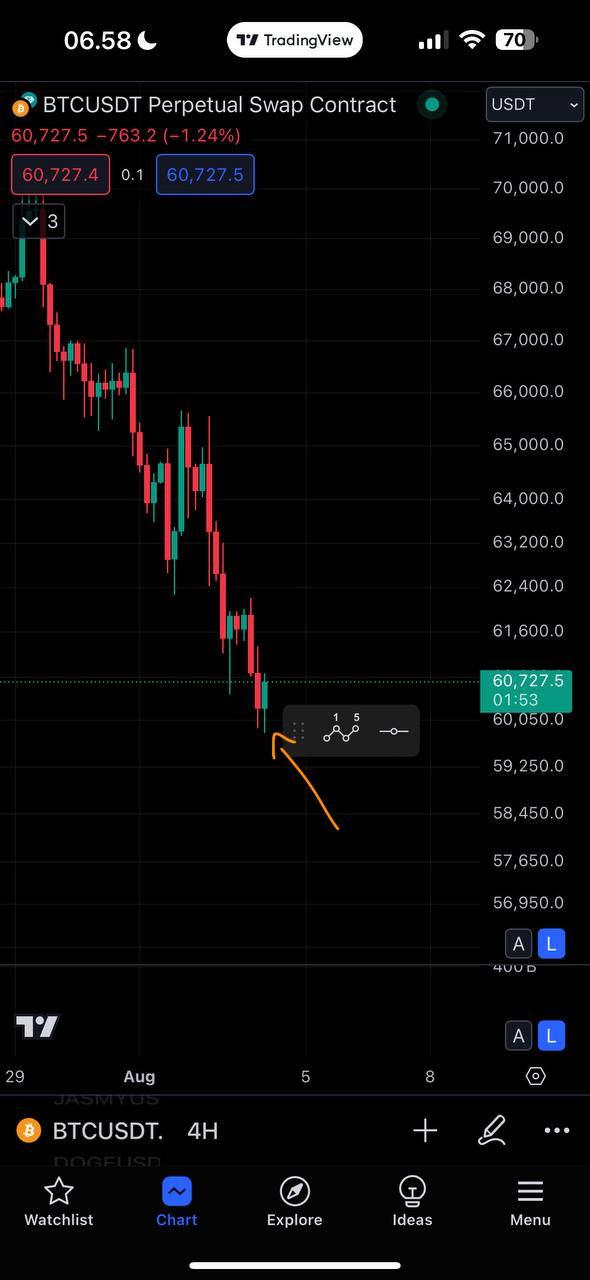 06.58
TradingView
70
BTCUSDT Perpetual Swap Contract
USDT
60,727.5 −763.2 (−1.24%)
71,000.0
60,727.4
0.1
60,727.5
70,000.0
3
69,000.0
68,000.0
67,000.0
66,000.0
65,000.0
64,000.0
63,200.0
62,400.0
61,600.0
60,727.5
01:53
60,050.0
1 5
59,250.0
58,450.0
57,650.0
56,950.0
A L
400 B
A L
29 Aug 5 8
JASMYUS
BTCUSDT. 4H
DOGEUSD
Watchlist Chart Explore Ideas Menu